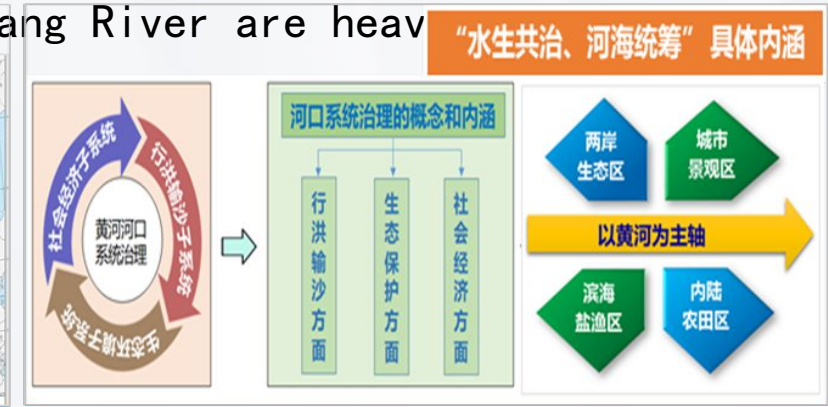 ang River are heav
“水生共治、河海统筹”具体内涵
社会经济子系统
行洪输沙子系统
生态环境子系统
黄河河口
系统治理
河口系统治理的概念和内涵
行洪输沙方面
生态保护方面
社会经济方面
两岸
生态区
城市
景观区
以黄河为主轴
滨海
盐渔区
内陆
农田区